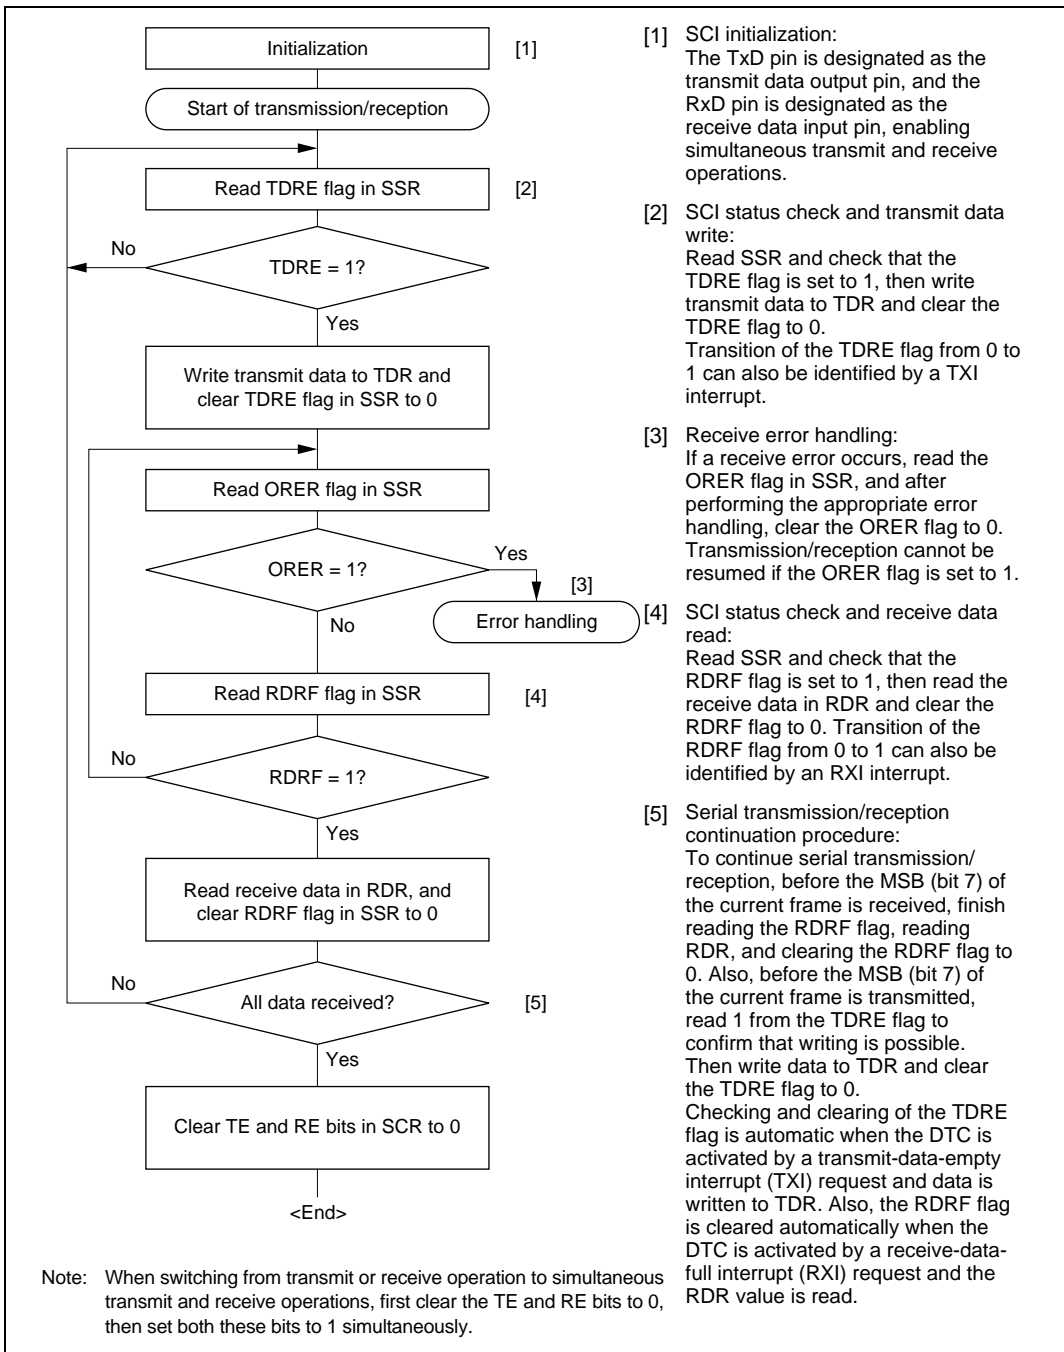 Initialization
[1]
Start of transmission/reception
Read TDRE flag in SSR
[2]
No
TDRE = 1?
Yes
Write transmit data to TDR and
clear TDRE flag in SSR to 0
Read ORER flag in SSR
ORER = 1?
Yes
[3]
No
Error handling
Read RDRF flag in SSR
[4]
No
RDRF = 1?
Yes
Read receive data in RDR, and
clear RDRF flag in SSR to 0
No
All data received?
[5]
Yes
Clear TE and RE bits in SCR to 0
<End>
[1] SCI initialization:
The TxD pin is designated as the
transmit data output pin, and the
RxD pin is designated as the
receive data input pin, enabling
simultaneous transmit and receive
operations.
[2] SCI status check and transmit data
write:
Read SSR and check that the
TDRE flag is set to 1, then write
transmit data to TDR and clear the
TDRE flag to 0.
Transition of the TDRE flag from 0 to
1 can also be identified by a TXI
interrupt.
[3] Receive error handling:
If a receive error occurs, read the
ORER flag in SSR, and after
performing the appropriate error
handling, clear the ORER flag to 0.
Transmission/reception cannot be
resumed if the ORER flag is set to 1.
[4] SCI status check and receive data
read:
Read SSR and check that the
RDRF flag is set to 1, then read the
receive data in RDR and clear the
RDRF flag to 0. Transition of the
RDRF flag from 0 to 1 can also be
identified by an RXI interrupt.
[5] Serial transmission/reception
continuation procedure:
To continue serial transmission/
reception, before the MSB (bit 7) of
the current frame is received, finish
reading the RDRF flag, reading
RDR, and clearing the RDRF flag to
0. Also, before the MSB (bit 7) of
the current frame is transmitted,
read 1 from the TDRE flag to
confirm that writing is possible.
Then write data to TDR and clear
the TDRE flag to 0.
Checking and clearing of the TDRE
flag is automatic when the DTC is
activated by a transmit-data-empty
interrupt (TXI) request and data is
written to TDR. Also, the RDRF flag
is cleared automatically when the
DTC is activated by a receive-data-
full interrupt (RXI) request and the
RDR value is read.
Note: When switching from transmit or receive operation to simultaneous
transmit and receive operations, first clear the TE and RE bits to 0,
then set both these bits to 1 simultaneously.